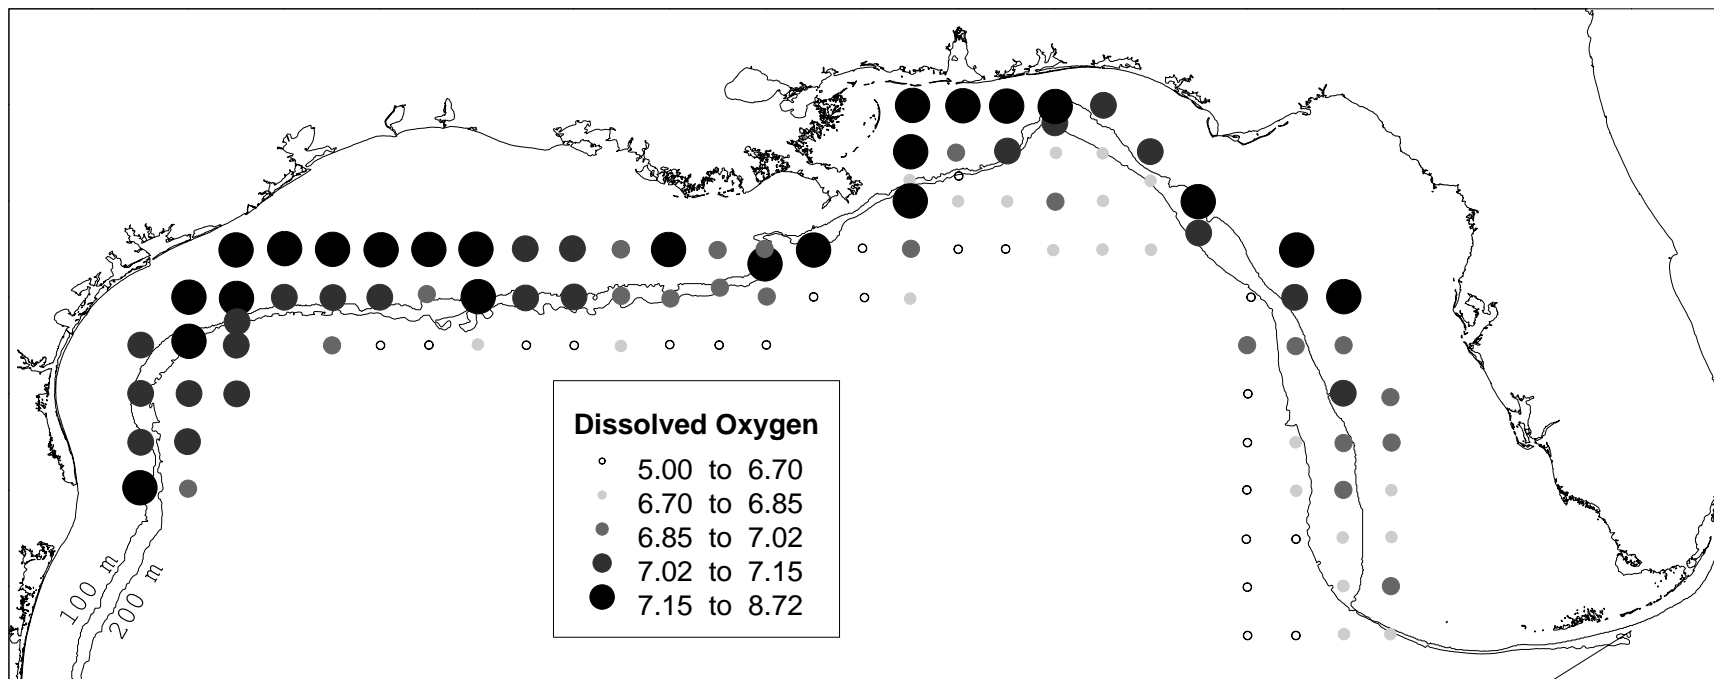 Dissolved Oxygen
5.00 to 6.70
6.70 to 6.85
6.85 to 7.02
7.02 to 7.15
7.15 to 8.72
100 m
200 m